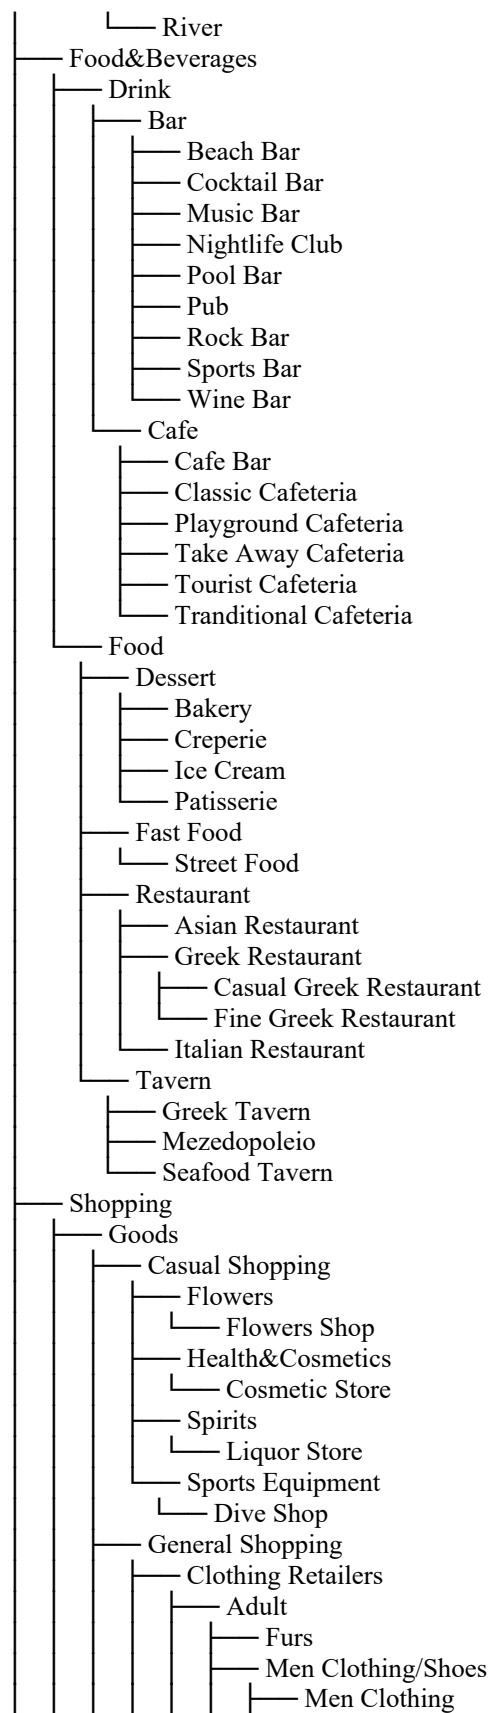 River
Food&Beverages
Drink
Bar
Beach Bar
Cocktail Bar
Music Bar
Nightlife Club
Pool Bar
Pub
Rock Bar
Sports Bar
Wine Bar
Cafe
Cafe Bar
Classic Cafeteria
Playground Cafeteria
Take Away Cafeteria
Tourist Cafeteria
Tranditional Cafeteria
Food
Dessert
Bakery
Creperie
Ice Cream
Patisserie
Fast Food
Street Food
Restaurant
Asian Restaurant
Greek Restaurant
Casual Greek Restaurant
Fine Greek Restaurant
Italian Restaurant
Tavern
Greek Tavern
Mezedopoleio
Seafood Tavern
Shopping
Goods
Casual Shopping
Flowers
Flowers Shop
Health&Cosmetics
Cosmetic Store
Spirits
Liquor Store
Sports Equipment
Dive Shop
General Shopping
Clothing Retailers
Adult
Furs
Men Clothing/Shoes
Men Clothing